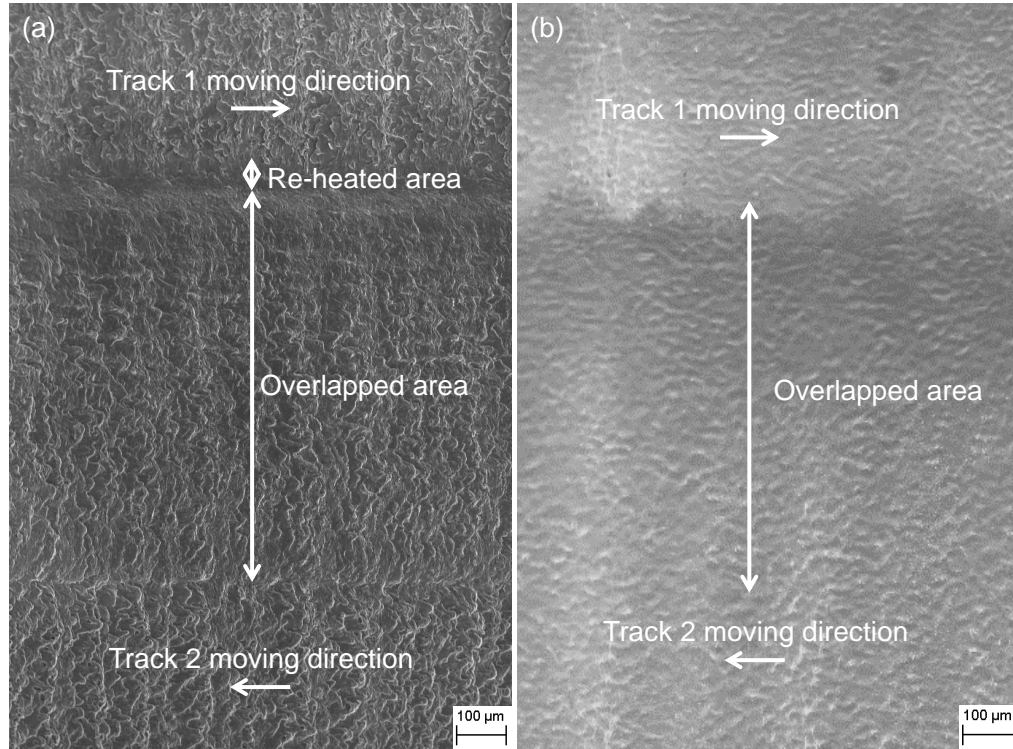 (a)
Track 1 moving direction
Re-heated area
Overlapped area
Track 2 moving direction
100 µm
(b)
Track 1 moving direction
Overlapped area
Track 2 moving direction
100 µm